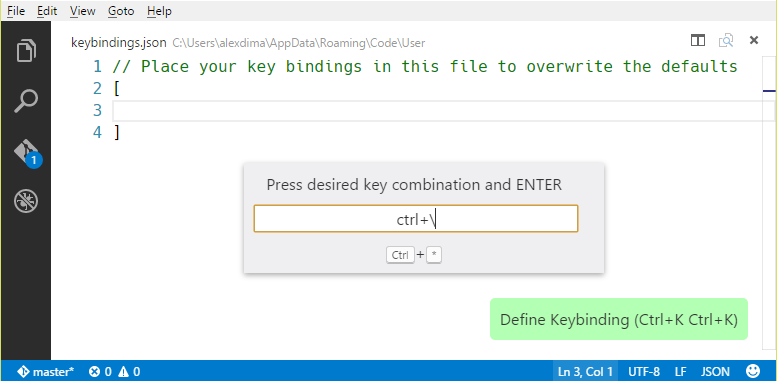 File Edit View Goto Help
keybindings.json C:\Users\alexdima\AppData\Roaming\Code\User
1 // Place your key bindings in this file to overwrite the defaults
2 [
3
4 ]
1
Press desired key combination and ENTER
ctrl+\
Ctrl + *
Define Keybinding (Ctrl+K Ctrl+K)
master* 0 0 Ln 3, Col 1 UTF-8 LF JSON